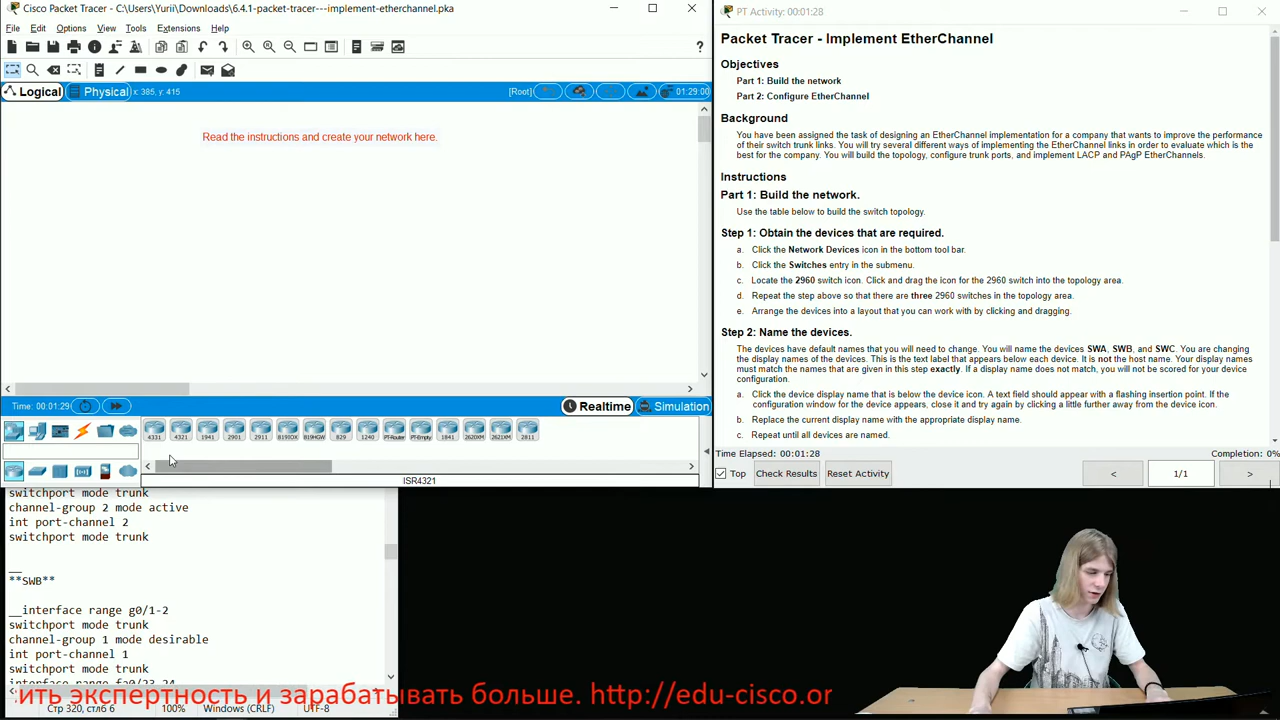 Cisco Packet Tracer - C:\Users\Yurii\Downloads\6.4.1-packet-tracer---implement-etherchannel.pka
File Edit Options View Tools Extensions Help
?
Logical Physical x: 385, y: 415 [Root] 01:29:00
Read the instructions and create your network here.
Time: 00:01:29 Realtime Simulation
4331 4321 1941 2901 2911 819IOX 819HGW 829 1240 PT-Router PT-Empty 1841 2620XM 2621XM 2811
ISR4321
PT Activity: 00:01:28
Packet Tracer - Implement EtherChannel
Objectives
Part 1: Build the network
Part 2: Configure EtherChannel
Background
You have been assigned the task of designing an EtherChannel implementation for a company that wants to improve the performance
of their switch trunk links. You will try several different ways of implementing the EtherChannel links in order to evaluate which is the
best for the company. You will build the topology, configure trunk ports, and implement LACP and PAgP EtherChannels.
Instructions
Part 1: Build the network.
Use the table below to build the switch topology.
Step 1: Obtain the devices that are required.
a. Click the Network Devices icon in the bottom tool bar.
b. Click the Switches entry in the submenu.
c. Locate the 2960 switch icon. Click and drag the icon for the 2960 switch into the topology area.
d. Repeat the step above so that there are three 2960 switches in the topology area.
e. Arrange the devices into a layout that you can work with by clicking and dragging.
Step 2: Name the devices.
The devices have default names that you will need to change. You will name the devices SWA, SWB, and SWC. You are changing
the display names of the devices. This is the text label that appears below each device. It is not the host name. Your display names
must match the names that are given in this step exactly. If a display name does not match, you will not be scored for your device
configuration.
a. Click the device display name that is below the device icon. A text field should appear with a flashing insertion point. If the
configuration window for the device appears, close it and try again by clicking a little further away from the device icon.
b. Replace the current display name with the appropriate display name.
c. Repeat until all devices are named.
Time Elapsed: 00:01:28 Completion: 0%
Top Check Results Reset Activity < 1/1 >
switchport mode trunk
channel-group 2 mode active
int port-channel 2
switchport mode trunk
__
**SWB**
__interface range g0/1-2
switchport mode trunk
channel-group 1 mode desirable
int port-channel 1
switchport mode trunk
interface range fa0/23-24
ить экспертность и зарабатывать больше. http://edu-cisco.or
Стр 320, стлб 6 100% Windows (CRLF) UTF-8